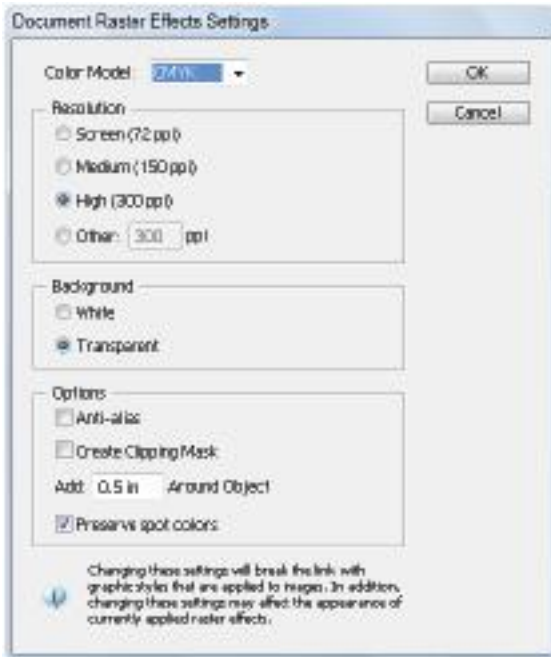 Document Raster Effects Settings
Color Model: CMYK
OK
Cancel
Resolution
Screen (72 ppi)
Medium (150 ppi)
High (300 ppi)
Other: 300 ppi
Background
White
Transparent
Options
Anti-alias
Create Clipping Mask
Add: 0.5 in Around Object
Preserve spot colors
Changing these settings will break the link with
graphic styles that are applied to images. In addition,
changing these settings may affect the appearance of
currently applied raster effects.